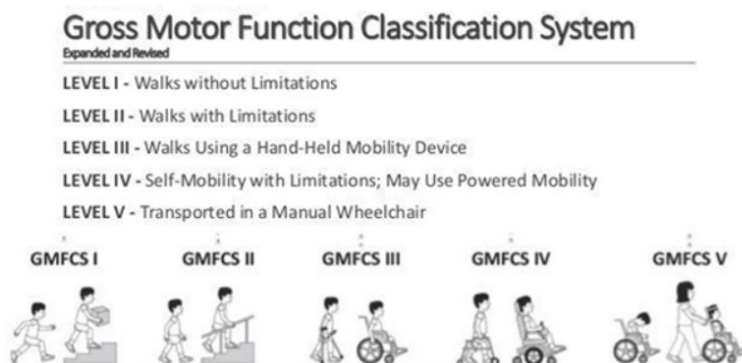 Gross Motor Function Classification System
Expanded and Revised
LEVEL I - Walks without Limitations
LEVEL II - Walks with Limitations
LEVEL III - Walks Using a Hand-Held Mobility Device
LEVEL IV - Self-Mobility with Limitations; May Use Powered Mobility
LEVEL V - Transported in a Manual Wheelchair
GMFCS I GMFCS II GMFCS III GMFCS IV GMFCS V